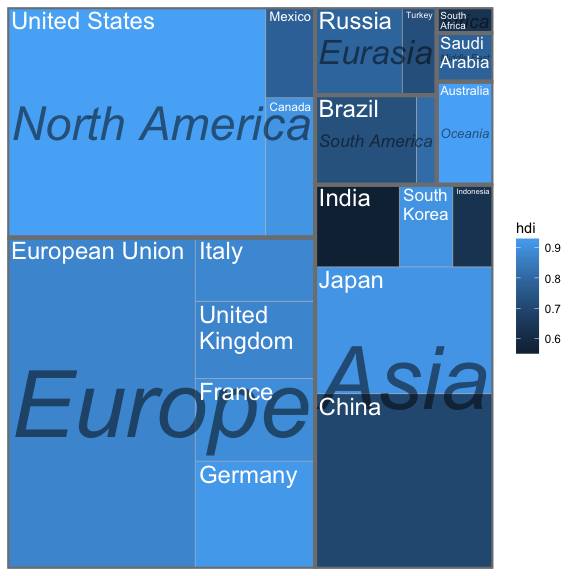 United States
Mexico
Canada
North America
European Union
Italy
United
Kingdom
France
Germany
Europe
Russia
Turkey
Eurasia
Brazil
South America
South
Africa
Saudi
Arabia
Australia
Oceania
India
South
Korea
Indonesia
Japan
China
Asia
hdi
0.9
0.8
0.7
0.6